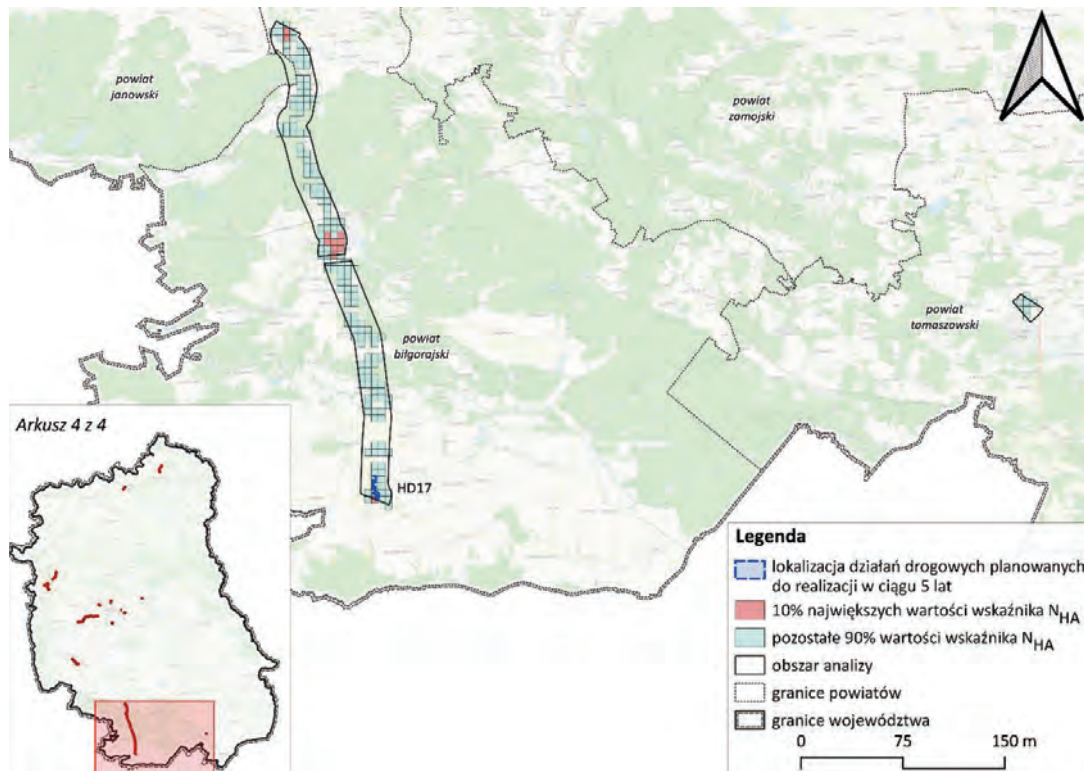 powiat
janowski
powiat
zamojski
powiat
tomaszowski
powiat
biłgorajski
HD17
Arkusz 4 z 4
Legenda
lokalizacja działań drogowych planowanych
do realizacji w ciągu 5 lat
10% największych wartości wskaźnika N_HA
pozostałe 90% wartości wskaźnika N_HA
obszar analizy
granice powiatów
granice województwa
0 75 150 m